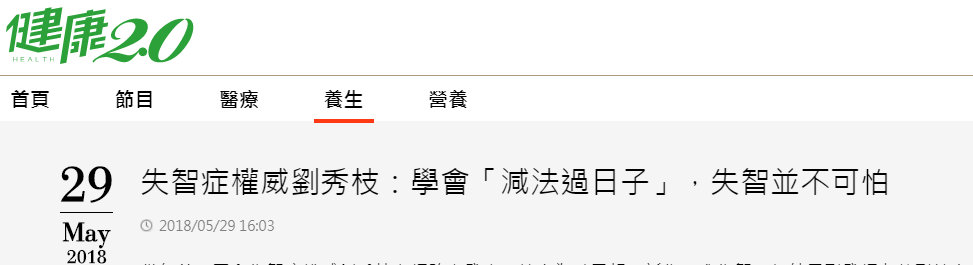 健康2.0
HEALTH
首頁 節目 醫療 養生 營養
29
May
2018
失智症權威劉秀枝：學會「減法過日子」，失智並不可怕
2018/05/29 16:03